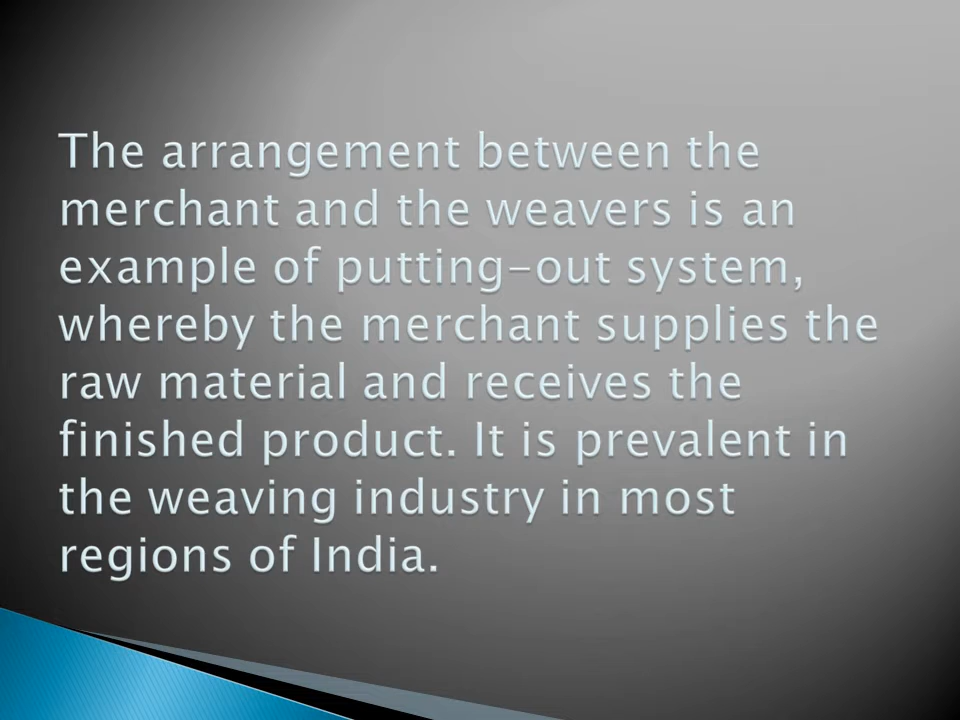 The arrangement between the
merchant and the weavers is an
example of putting-out system,
whereby the merchant supplies the
raw material and receives the
finished product. It is prevalent in
the weaving industry in most
regions of India.